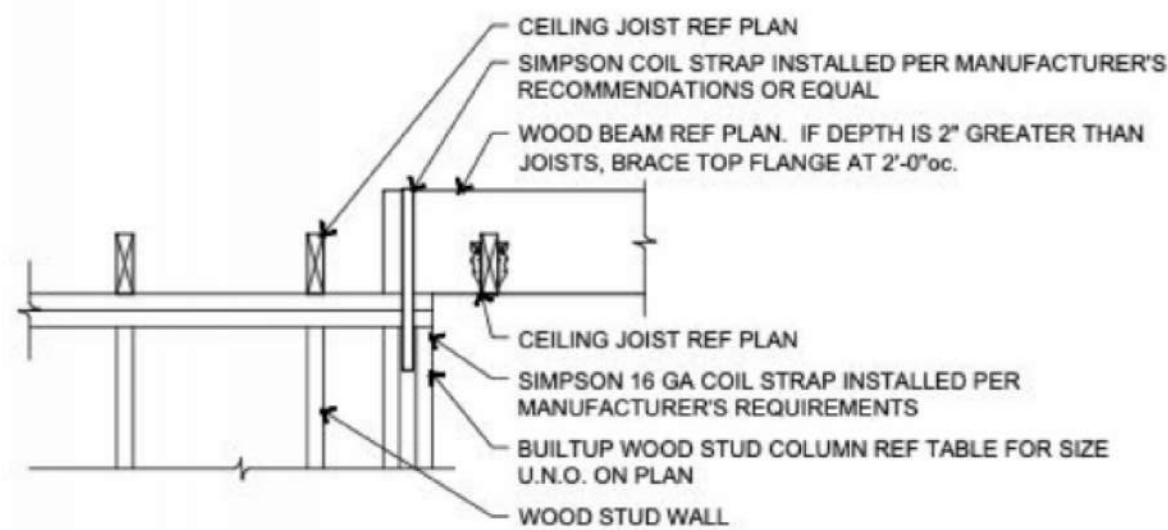 CEILING JOIST REF PLAN
SIMPSON COIL STRAP INSTALLED PER MANUFACTURER'S
RECOMMENDATIONS OR EQUAL
WOOD BEAM REF PLAN. IF DEPTH IS 2" GREATER THAN
JOISTS, BRACE TOP FLANGE AT 2'-0"oc.
CEILING JOIST REF PLAN
SIMPSON 16 GA COIL STRAP INSTALLED PER
MANUFACTURER'S REQUIREMENTS
BUILTUP WOOD STUD COLUMN REF TABLE FOR SIZE
U.N.O. ON PLAN
WOOD STUD WALL